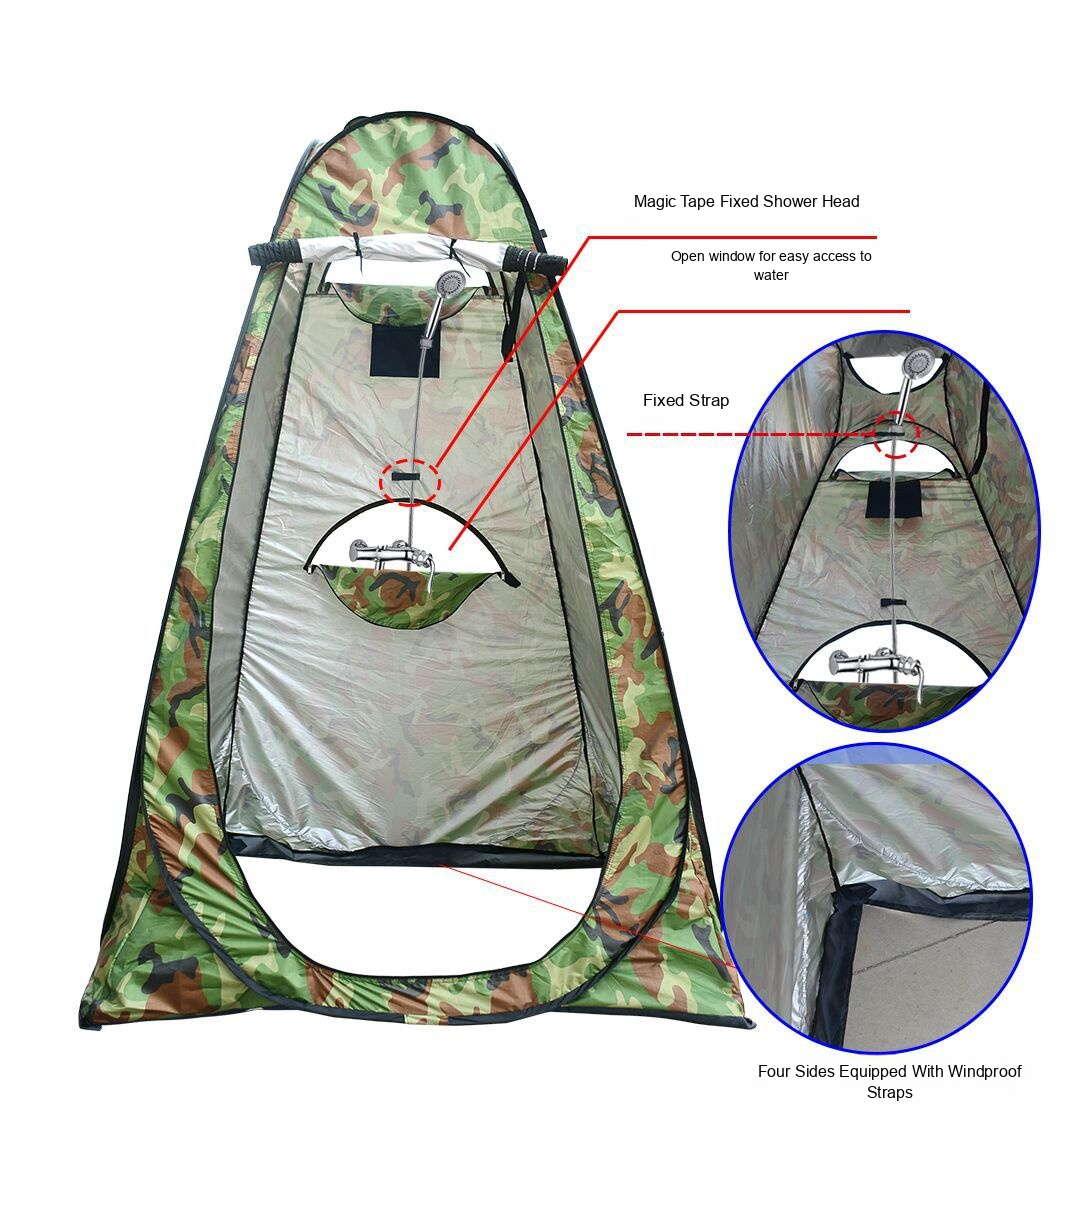 Magic Tape Fixed Shower Head
Open window for easy access to
water
Fixed Strap
Four Sides Equipped With Windproof
Straps